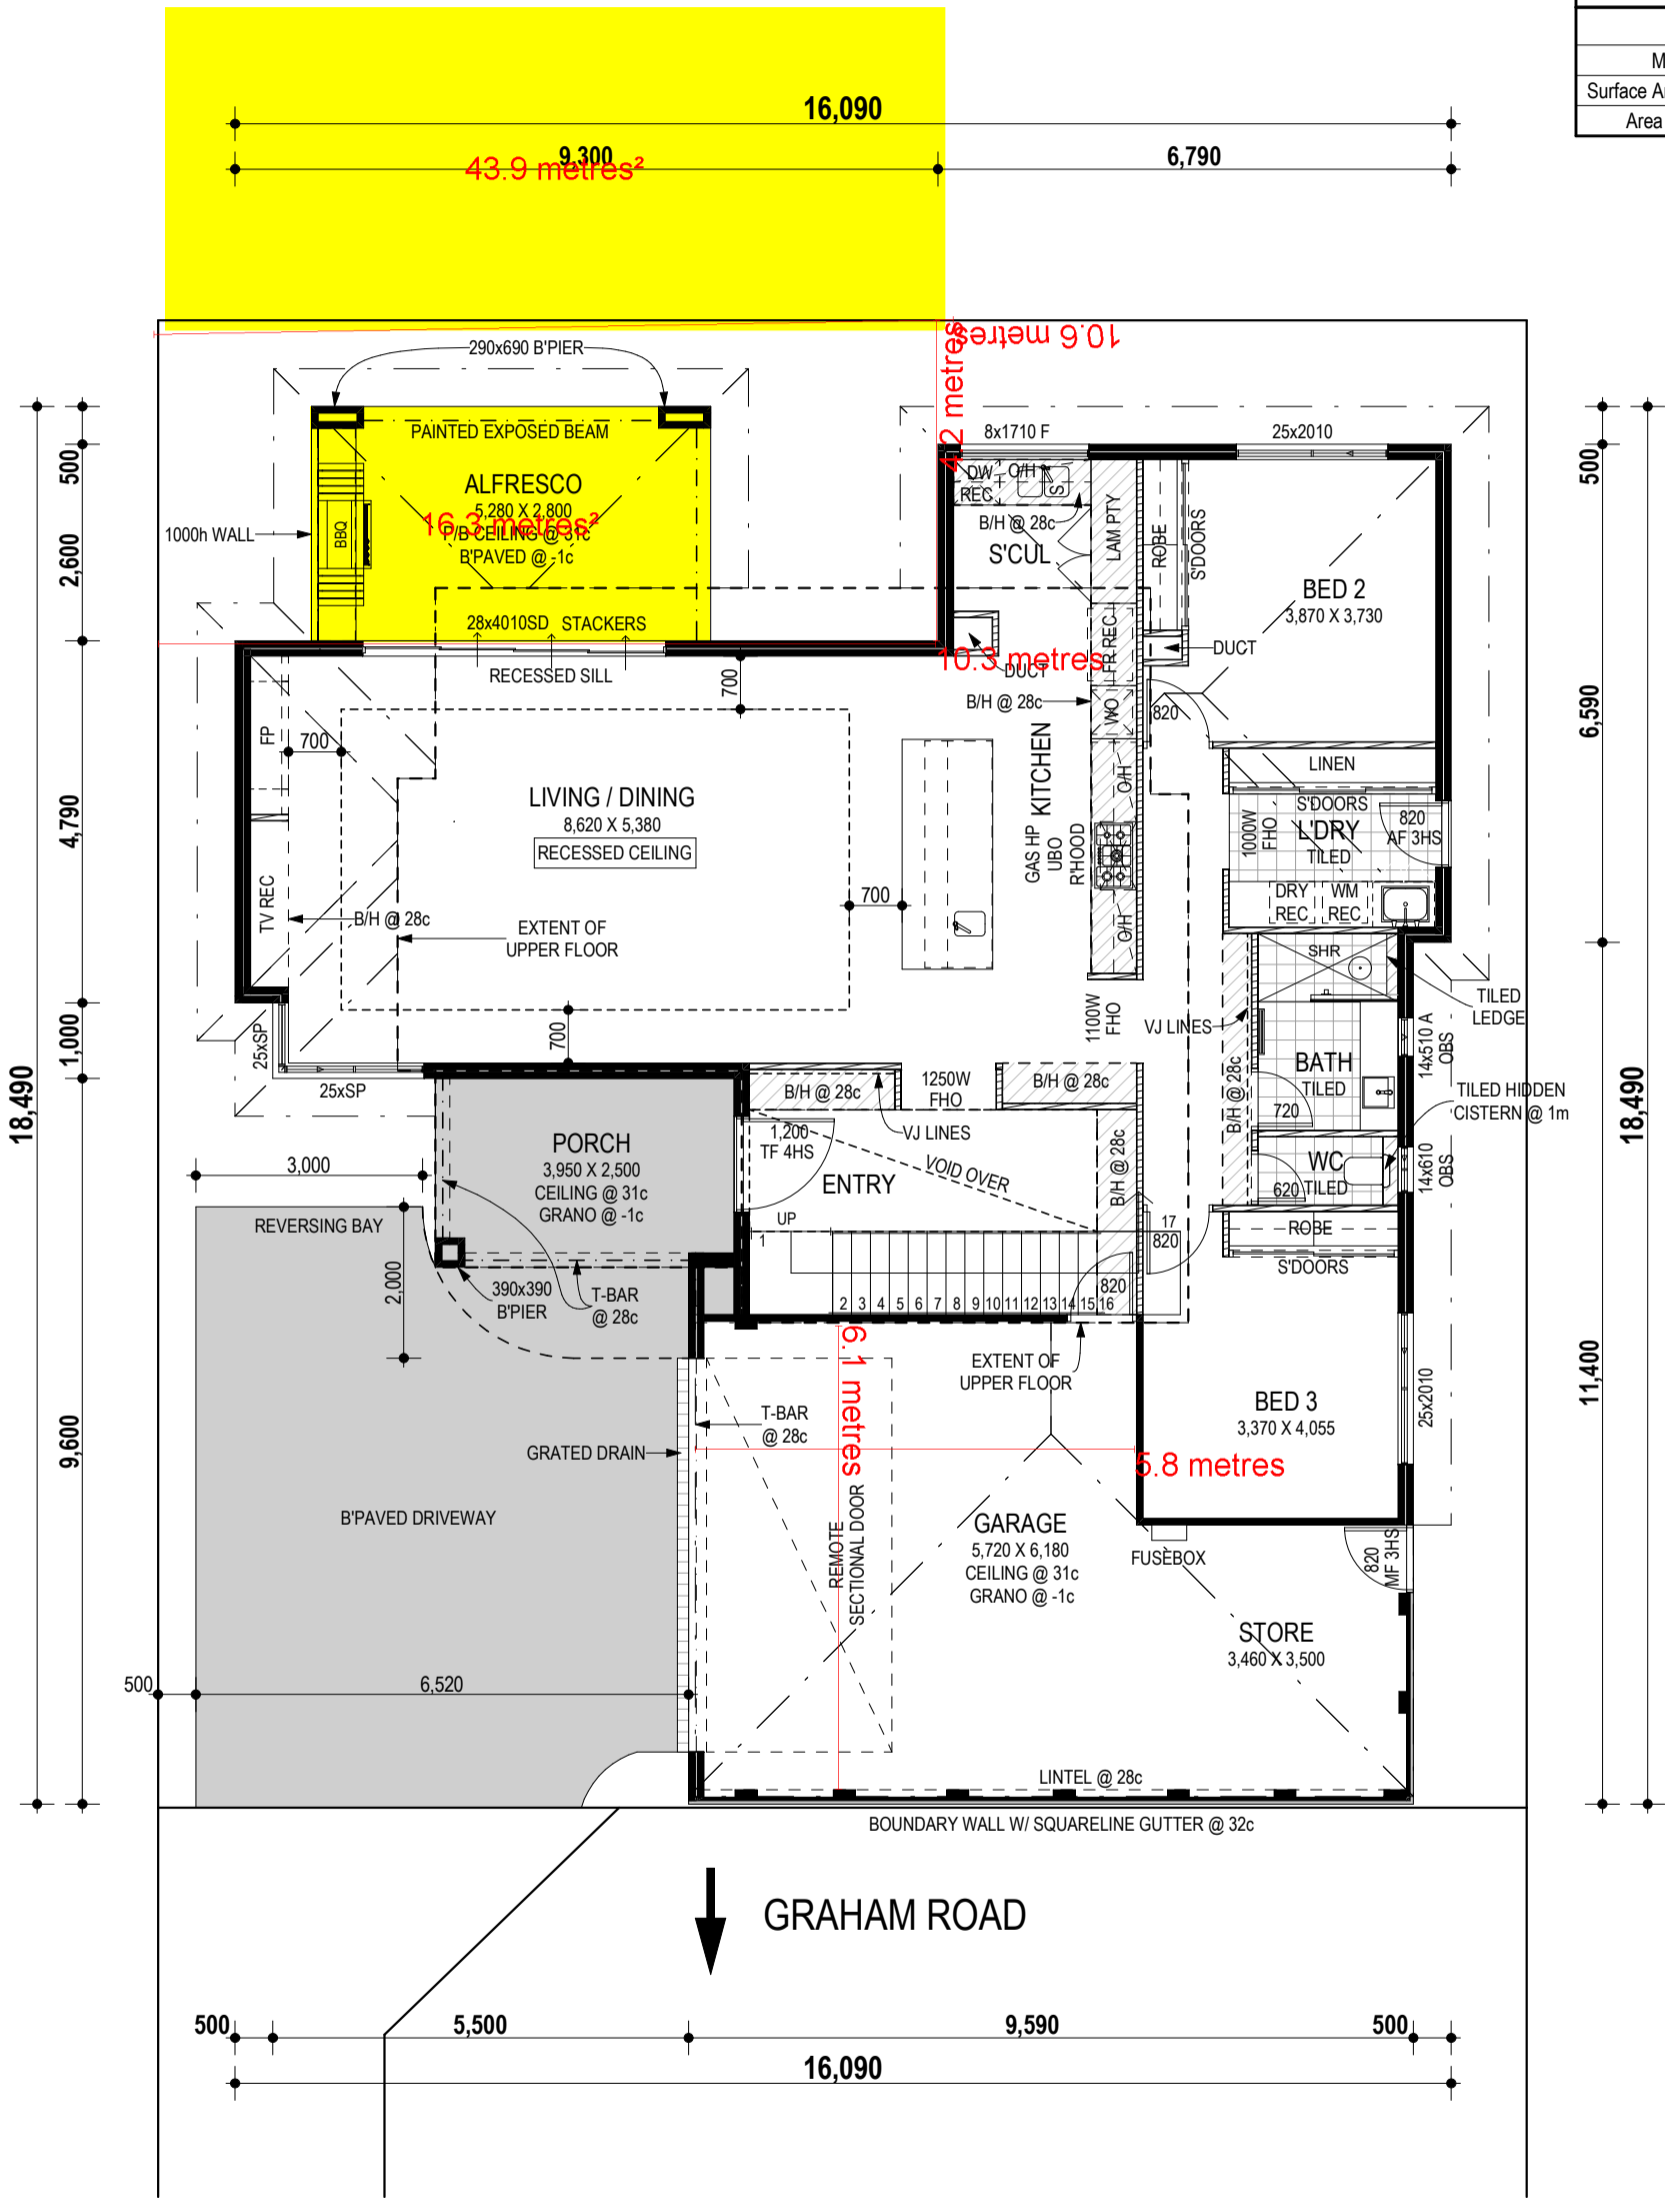 M
Surface A
Area
16,090
9,300
6,790
43.9 metres²
10.6 metres
4.2 metres
290x690 B'PIER
PAINTED EXPOSED BEAM
8x1710 F
25x2010
500
2,600
4,790
1,000
9,600
18,490
500
6,590
11,400
18,490
1000h WALL
BBQ
ALFRESCO
5,280 X 2,800
16.3 metres²
P/B CEILING @ 31c
B'PAVED @ -1c
28x4010SD
STACKERS
RECESSED SILL
DW
REC
O/H
S
B/H @ 28c
S'CUL
LAM PTY
ROBE
S'DOORS
BED 2
3,870 X 3,730
DUCT
10.3 metres
DUCT
FR REC
B/H @ 28c
WO
820
700
FP
700
LIVING / DINING
8,620 X 5,380
RECESSED CEILING
KITCHEN
GAS HP
UBO
R'HOOD
O/H
O/H
LINEN
S'DOORS
1000W
FHO
L'DRY
TILED
820
AF 3HS
DRY
REC
WM
REC
TV REC
B/H @ 28c
EXTENT OF
UPPER FLOOR
700
700
SHR
TILED
LEDGE
VJ LINES
1100W
FHO
14x510 A
OBS
BATH
TILED
B/H @ 28c
720
TILED HIDDEN
CISTERN @ 1m
25xSP
25xSP
B/H @ 28c
1250W
FHO
B/H @ 28c
VJ LINES
PORCH
3,950 X 2,500
CEILING @ 31c
GRANO @ -1c
1,200
TF 4HS
ENTRY
VOID OVER
B/H @ 28c
WC
TILED
620
14x610
OBS
3,000
REVERSING BAY
2,000
UP
1
2 3 4 5 6 7 8 9 10 11 12 13 14 15 16
17
820
820
ROBE
S'DOORS
390x390
B'PIER
T-BAR
@ 28c
6.1 metres
EXTENT OF
UPPER FLOOR
T-BAR
@ 28c
GRATED DRAIN
BED 3
3,370 X 4,055
25x2010
5.8 metres
B'PAVED DRIVEWAY
REMOTE
SECTIONAL DOOR
GARAGE
5,720 X 6,180
CEILING @ 31c
GRANO @ -1c
FUSEBOX
820
MF 3HS
STORE
3,460 X 3,500
500
6,520
LINTEL @ 28c
BOUNDARY WALL W/ SQUARELINE GUTTER @ 32c
GRAHAM ROAD
500
5,500
9,590
500
16,090